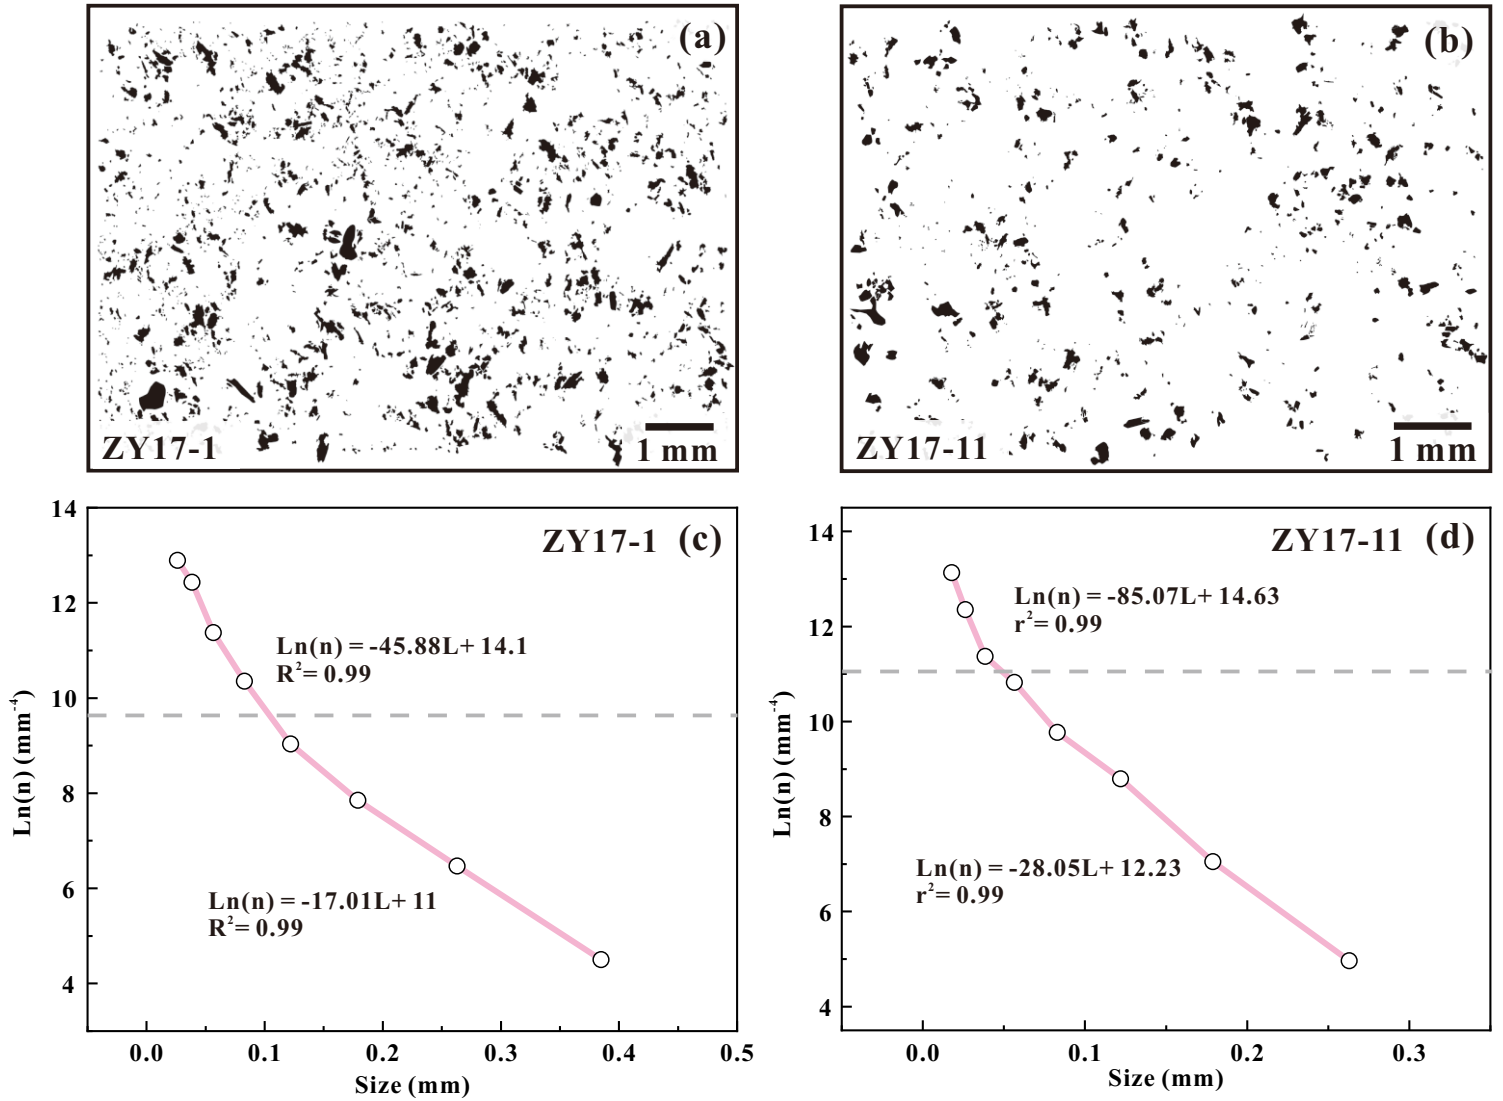 (a)
ZY17-1
1 mm
(b)
ZY17-11
1 mm
14
12
10
8
6
4
Ln(n) (mm⁻⁴)
ZY17-1 (c)
Ln(n) = -45.88L+ 14.1
R²= 0.99
Ln(n) = -17.01L+ 11
R²= 0.99
0.0 0.1 0.2 0.3 0.4 0.5
Size (mm)
14
12
10
8
6
4
Ln(n) (mm⁻⁴)
ZY17-11 (d)
Ln(n) = -85.07L+ 14.63
r²= 0.99
Ln(n) = -28.05L+ 12.23
r²= 0.99
0.0 0.1 0.2 0.3
Size (mm)